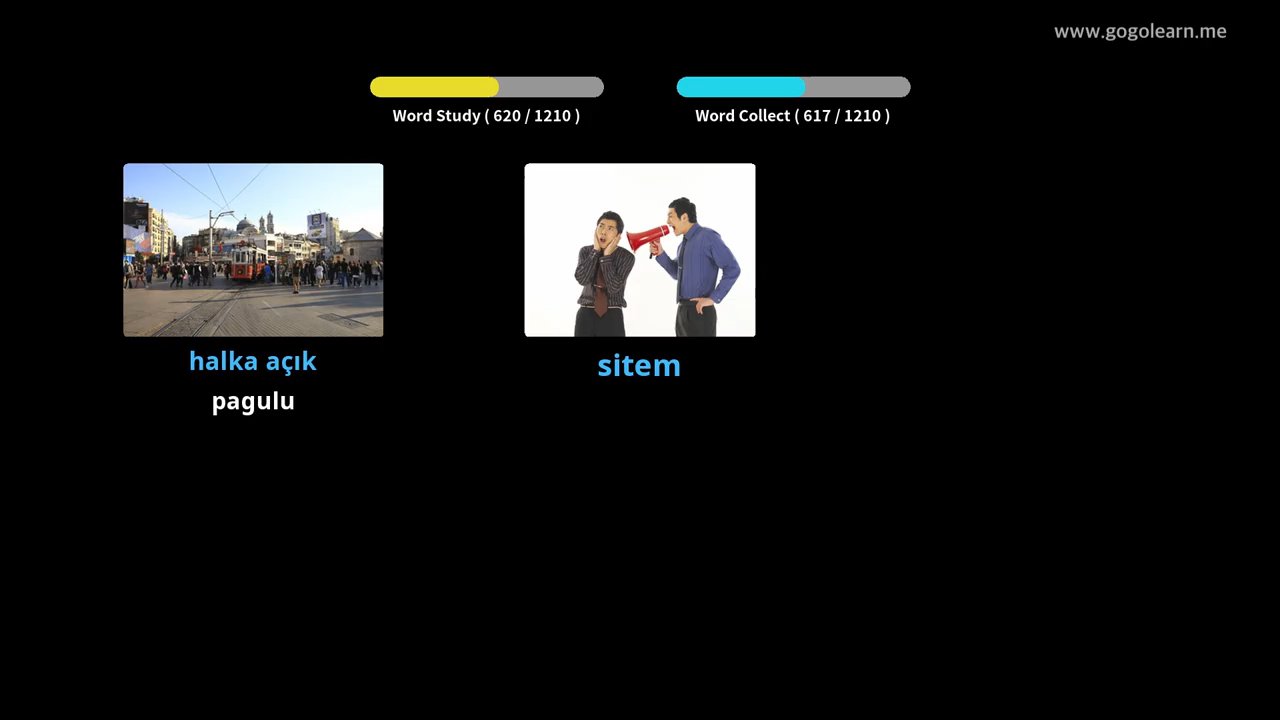 www.gogolearn.me
Word Study ( 620 / 1210 )
Word Collect ( 617 / 1210 )
halka açık
pagulu
sitem